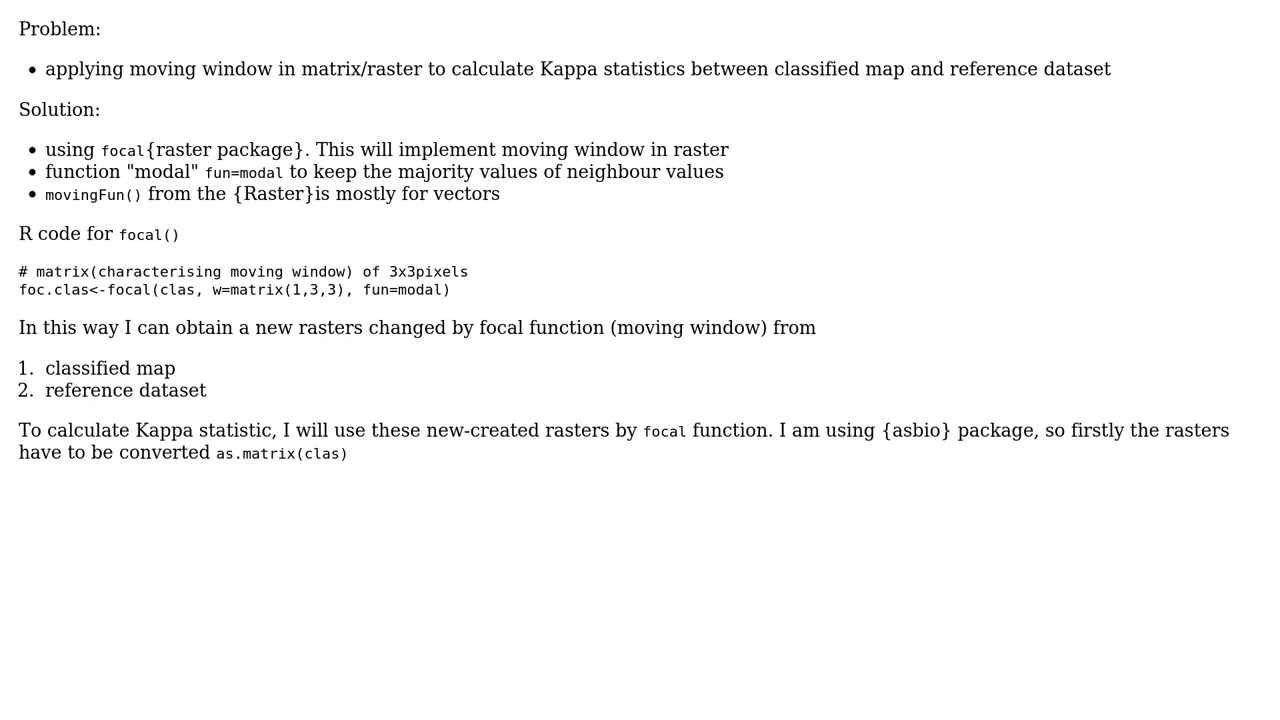 Problem:
• applying moving window in matrix/raster to calculate Kappa statistics between classified map and reference dataset
Solution:
• using focal{raster package}. This will implement moving window in raster
• function "modal" fun=modal to keep the majority values of neighbour values
• movingFun() from the {Raster}is mostly for vectors
R code for focal()
# matrix(characterising moving window) of 3x3pixels
foc.clas<-focal(clas, w=matrix(1,3,3), fun=modal)
In this way I can obtain a new rasters changed by focal function (moving window) from
1. classified map
2. reference dataset
To calculate Kappa statistic, I will use these new-created rasters by focal function. I am using {asbio} package, so firstly the rasters
have to be converted as.matrix(clas)